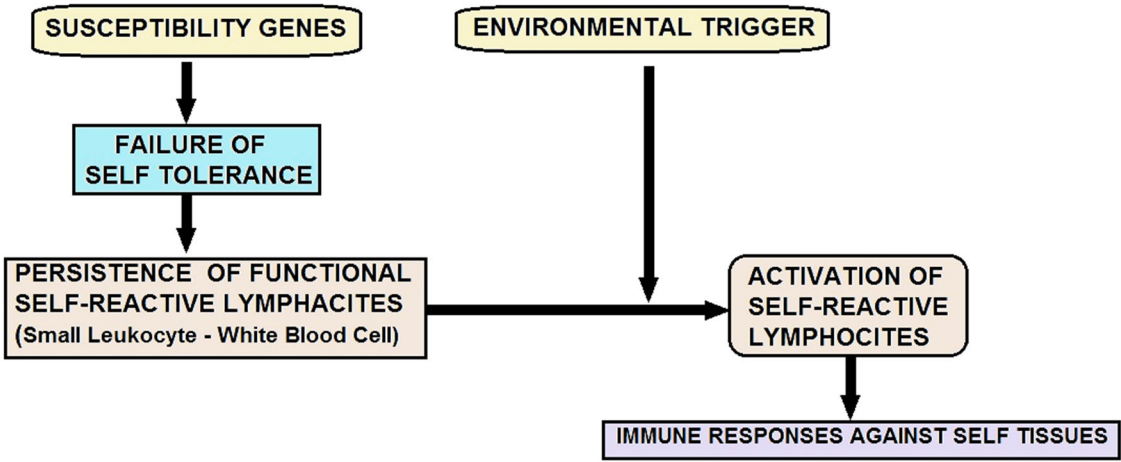 SUSCEPTIBILITY GENES
ENVIRONMENTAL TRIGGER
FAILURE OF
SELF TOLERANCE
PERSISTENCE OF FUNCTIONAL
SELF-REACTIVE LYMPHACITES
(Small Leukocyte - White Blood Cell)
ACTIVATION OF
SELF-REACTIVE
LYMPHOCITES
IMMUNE RESPONSES AGAINST SELF TISSUES